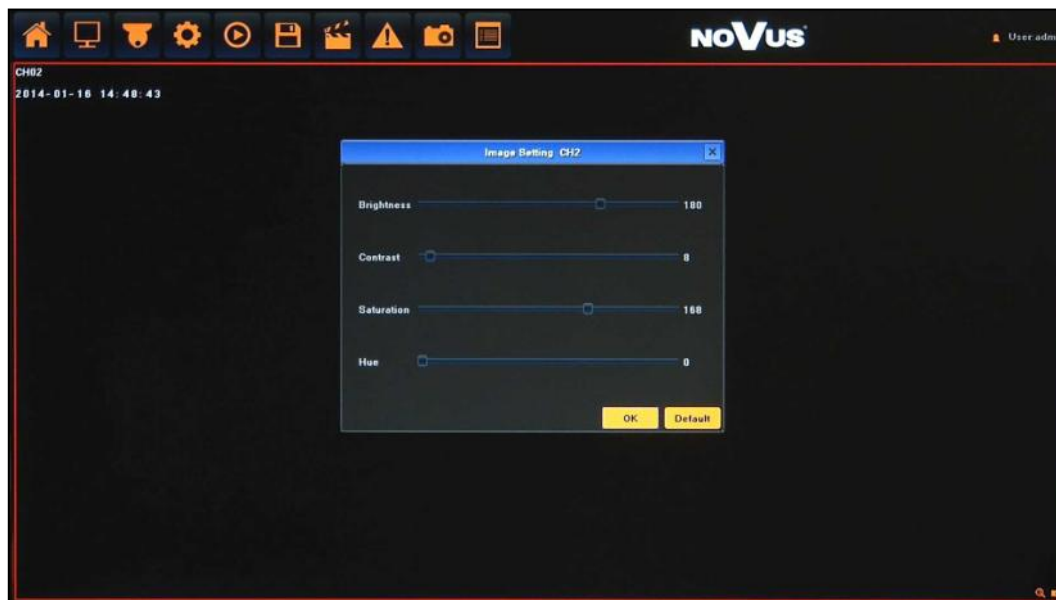 NOVUS
User adm
CH02
2014-01-16 14:48:43
Image Setting CH2
Brightness 180
Contrast 8
Saturation 168
Hue 0
OK Default